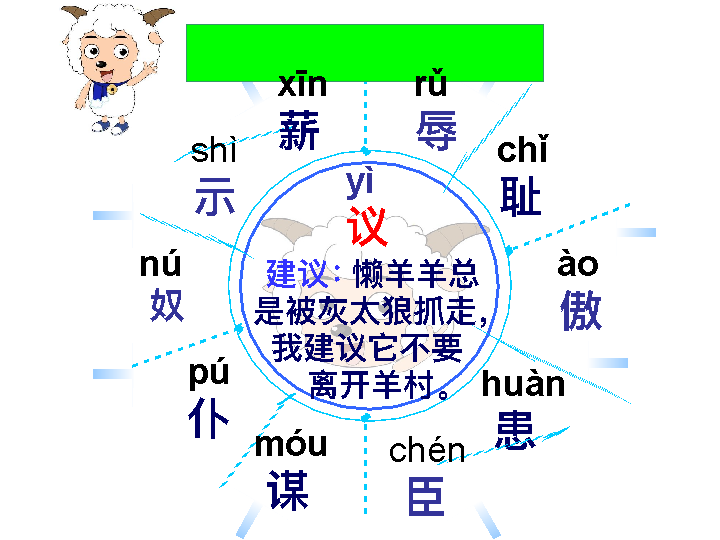 xīn
薪
rǔ
辱
chǐ
耻
ào
傲
huàn
患
chén
臣
móu
谋
pú
仆
nú
奴
shì
示
yì
议
建议：懒羊羊总
是被灰太狼抓走，
我建议它不要
离开羊村。